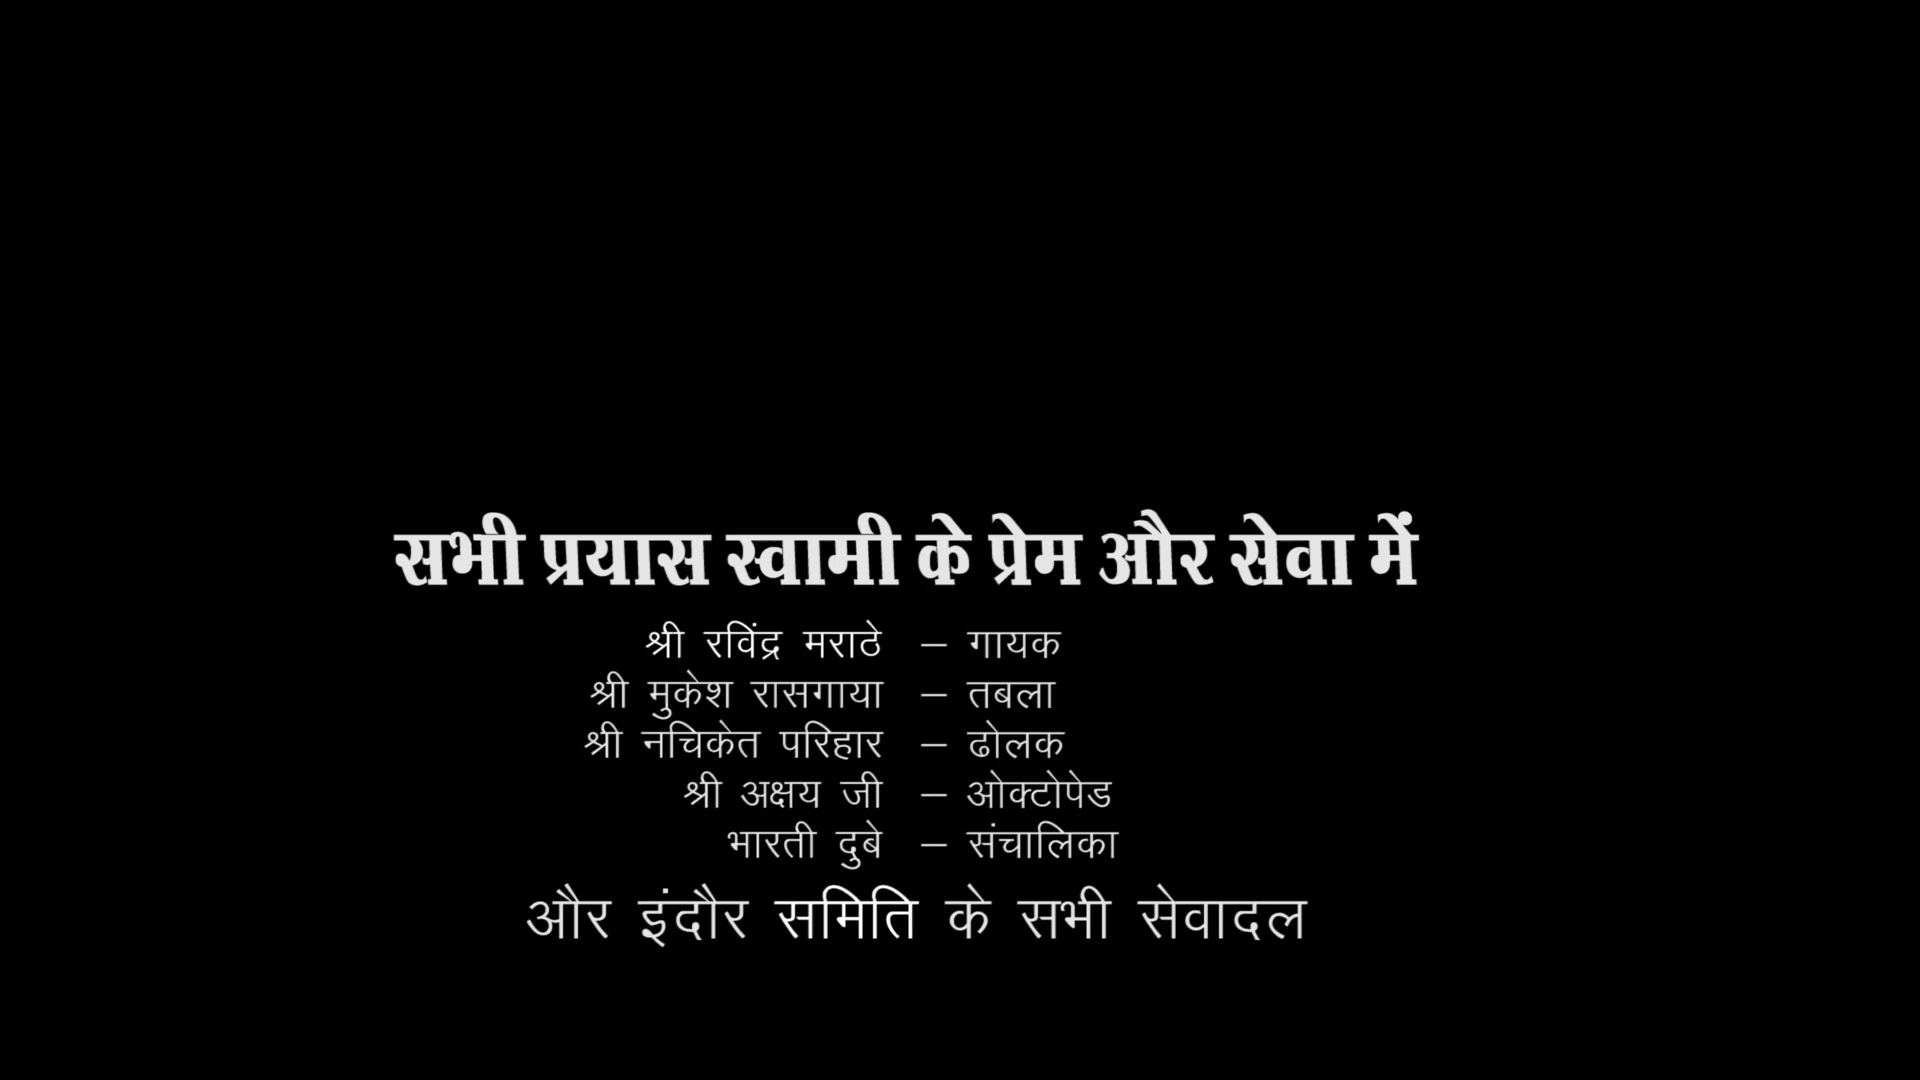 सभी प्रयास स्वामी के प्रेम और सेवा में
श्री रविंद्र मराठे – गायक
श्री मुकेश रासगाया – तबला
श्री नचिकेत परिहार – ढोलक
श्री अक्षय जी – ओक्टोपेड
भारती दुबे – संचालिका
और इंदौर समिति के सभी सेवादल